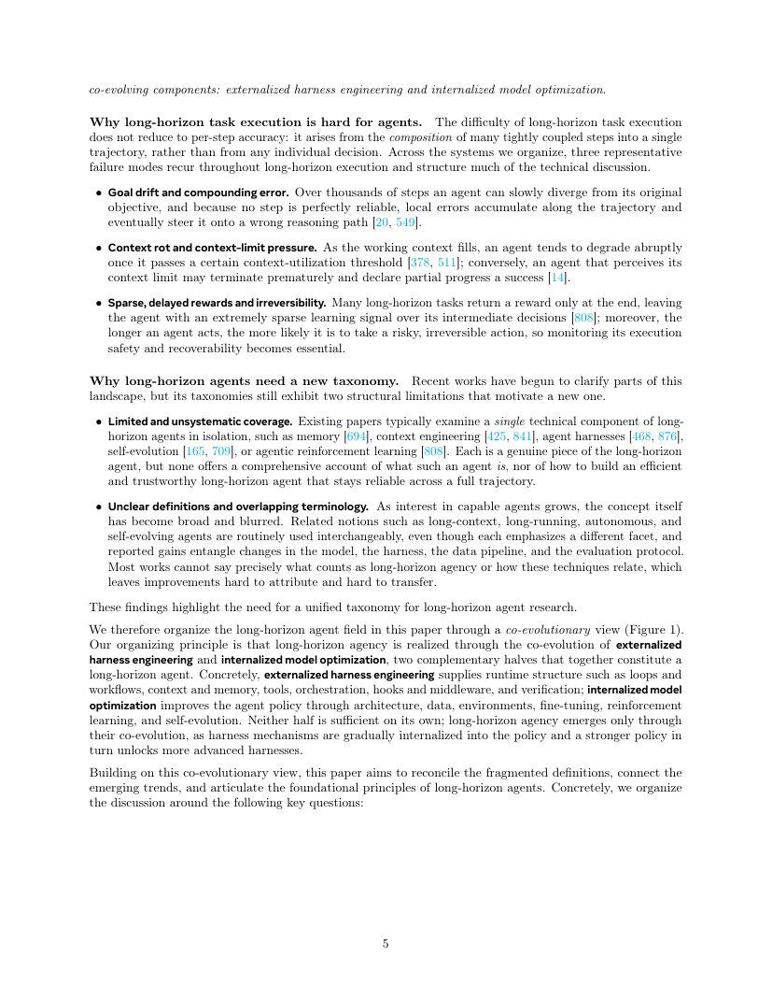 co-evolving components: externalized harness engineering and internalized model optimization.
Why long-horizon task execution is hard for agents. The difficulty of long-horizon task execution
does not reduce to per-step accuracy: it arises from the composition of many tightly coupled steps into a single
trajectory, rather than from any individual decision. Across the systems we organize, three representative
failure modes recur throughout long-horizon execution and structure much of the technical discussion.
• Goal drift and compounding error. Over thousands of steps an agent can slowly diverge from its original
objective, and because no step is perfectly reliable, local errors accumulate along the trajectory and
eventually steer it onto a wrong reasoning path [20, 549].
• Context rot and context-limit pressure. As the working context fills, an agent tends to degrade abruptly
once it passes a certain context-utilization threshold [378, 511]; conversely, an agent that perceives its
context limit may terminate prematurely and declare partial progress a success [14].
• Sparse, delayed rewards and irreversibility. Many long-horizon tasks return a reward only at the end, leaving
the agent with an extremely sparse learning signal over its intermediate decisions [808]; moreover, the
longer an agent acts, the more likely it is to take a risky, irreversible action, so monitoring its execution
safety and recoverability becomes essential.
Why long-horizon agents need a new taxonomy. Recent works have begun to clarify parts of this
landscape, but its taxonomies still exhibit two structural limitations that motivate a new one.
• Limited and unsystematic coverage. Existing papers typically examine a single technical component of long-
horizon agents in isolation, such as memory [694], context engineering [425, 841], agent harnesses [468, 876],
self-evolution [165, 709], or agentic reinforcement learning [808]. Each is a genuine piece of the long-horizon
agent, but none offers a comprehensive account of what such an agent is, nor of how to build an efficient
and trustworthy long-horizon agent that stays reliable across a full trajectory.
• Unclear definitions and overlapping terminology. As interest in capable agents grows, the concept itself
has become broad and blurred. Related notions such as long-context, long-running, autonomous, and
self-evolving agents are routinely used interchangeably, even though each emphasizes a different facet, and
reported gains entangle changes in the model, the harness, the data pipeline, and the evaluation protocol.
Most works cannot say precisely what counts as long-horizon agency or how these techniques relate, which
leaves improvements hard to attribute and hard to transfer.
These findings highlight the need for a unified taxonomy for long-horizon agent research.
We therefore organize the long-horizon agent field in this paper through a co-evolutionary view (Figure 1).
Our organizing principle is that long-horizon agency is realized through the co-evolution of externalized
harness engineering and internalized model optimization, two complementary halves that together constitute a
long-horizon agent. Concretely, externalized harness engineering supplies runtime structure such as loops and
workflows, context and memory, tools, orchestration, hooks and middleware, and verification; internalized model
optimization improves the agent policy through architecture, data, environments, fine-tuning, reinforcement
learning, and self-evolution. Neither half is sufficient on its own; long-horizon agency emerges only through
their co-evolution, as harness mechanisms are gradually internalized into the policy and a stronger policy in
turn unlocks more advanced harnesses.
Building on this co-evolutionary view, this paper aims to reconcile the fragmented definitions, connect the
emerging trends, and articulate the foundational principles of long-horizon agents. Concretely, we organize
the discussion around the following key questions:
5